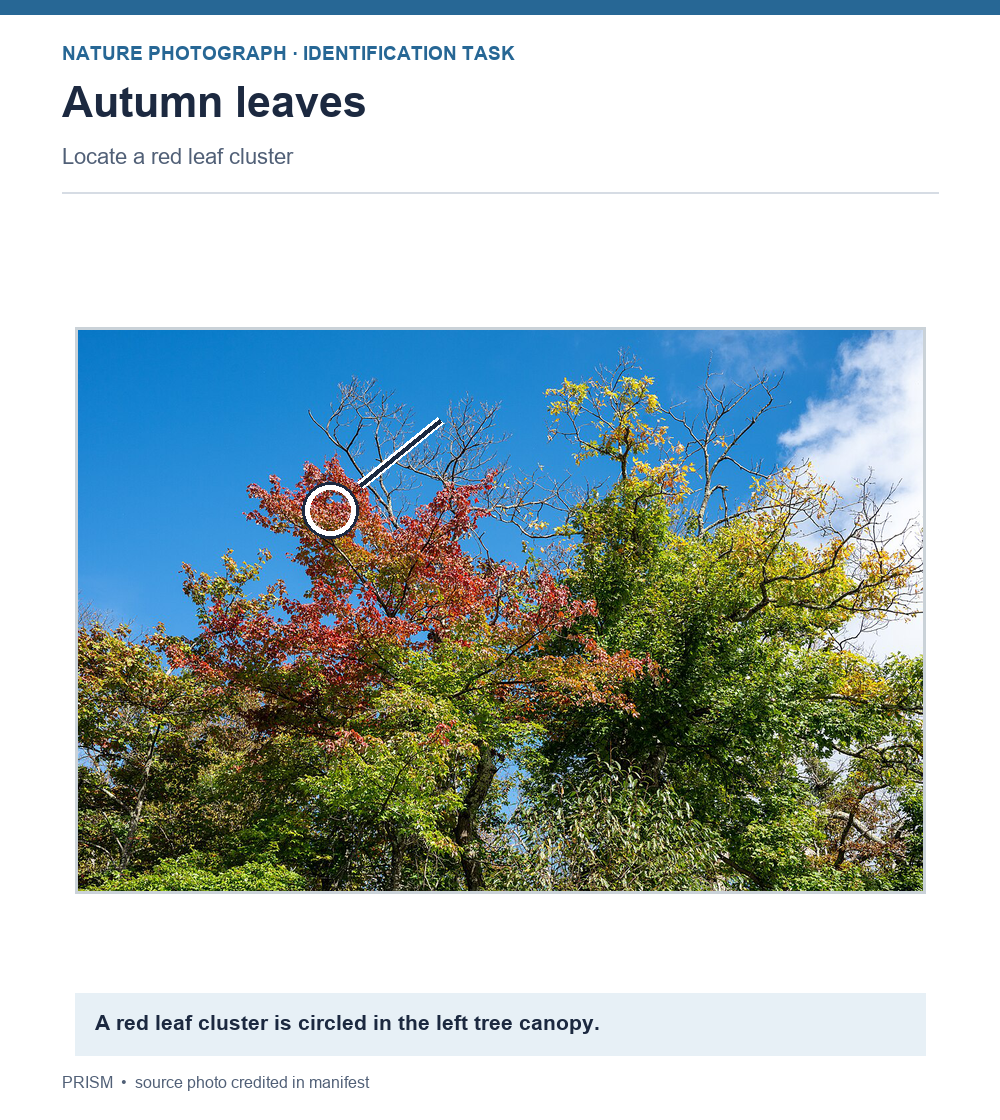 NATURE PHOTOGRAPH · IDENTIFICATION TASK
Autumn leaves
Locate a red leaf cluster
A red leaf cluster is circled in the left tree canopy.
PRISM • source photo credited in manifest